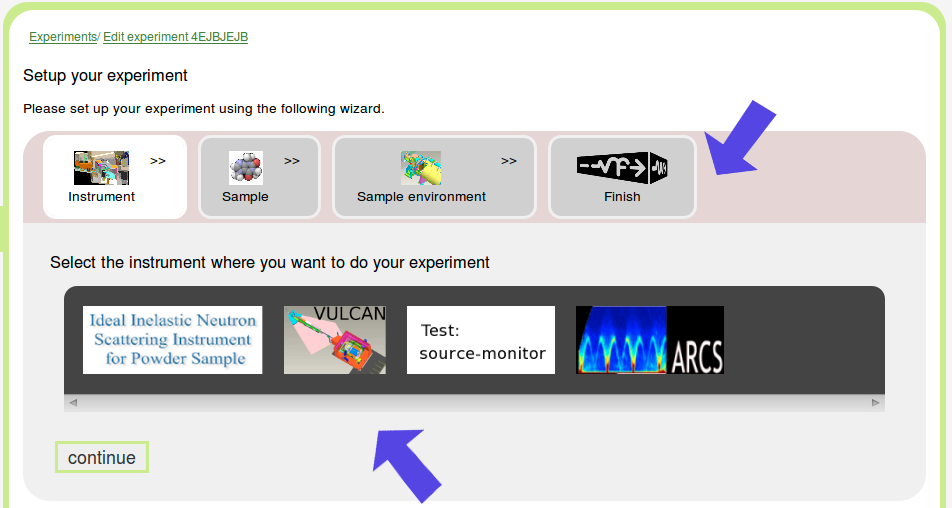 Experiments/ Edit experiment 4EJBJEJB
Setup your experiment
Please set up your experiment using the following wizard.
>> >> >>
Instrument Sample Sample environment Finish
Select the instrument where you want to do your experiment
Ideal Inelastic Neutron
Scattering Instrument
for Powder Sample
VULCAN
Test:
source-monitor
ARCS
continue